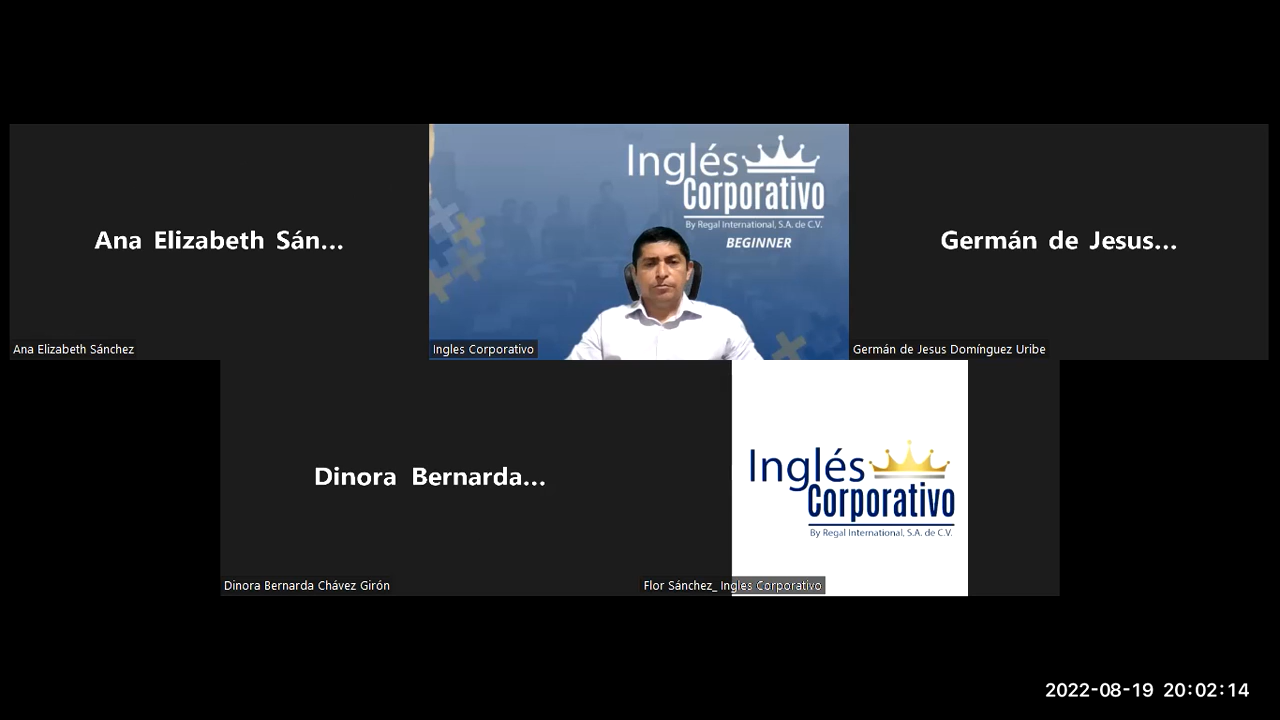 Ana Elizabeth Sán...
Ana Elizabeth Sánchez
Inglés
Corporativo
By Regal International, S.A. de C.V.
BEGINNER
Ingles Corporativo
Germán de Jesus...
Germán de Jesus Domínguez Uribe
Dinora Bernarda...
Dinora Bernarda Chávez Girón
Inglés
Corporativo
By Regal International, S.A. de C.V.
Flor Sánchez_ Ingles Corporativo
2022-08-19 20:02:14